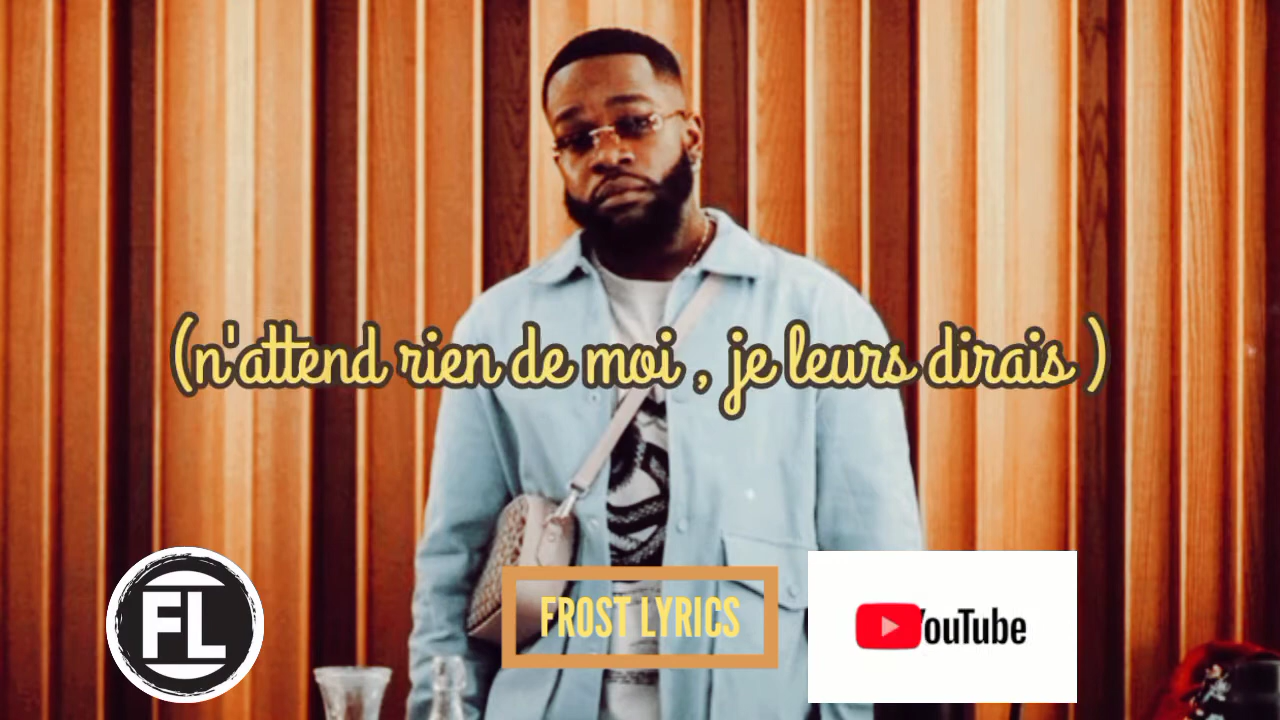 (n'attend rien de moi , je leurs dirais )
FL
FROST LYRICS
YouTube